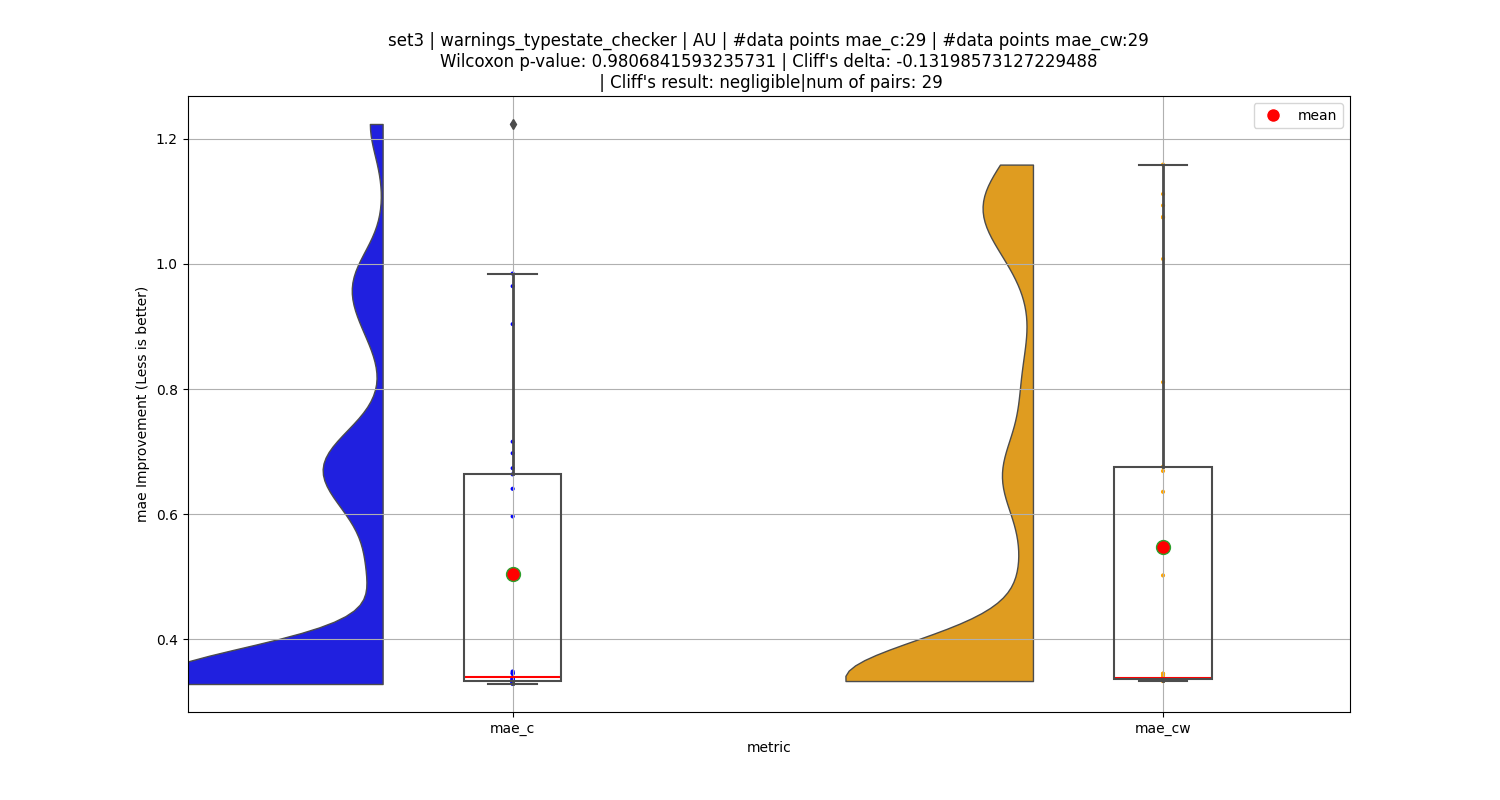 set3 | warnings_typestate_checker | AU | #data points mae_c:29 | #data points mae_cw:29
Wilcoxon p-value: 0.9806841593235731 | Cliff's delta: -0.13198573127229488
| Cliff's result: negligible|num of pairs: 29
mean
1.2
1.0
0.8
0.6
0.4
mae Improvement (Less is better)
mae_c
mae_cw
metric